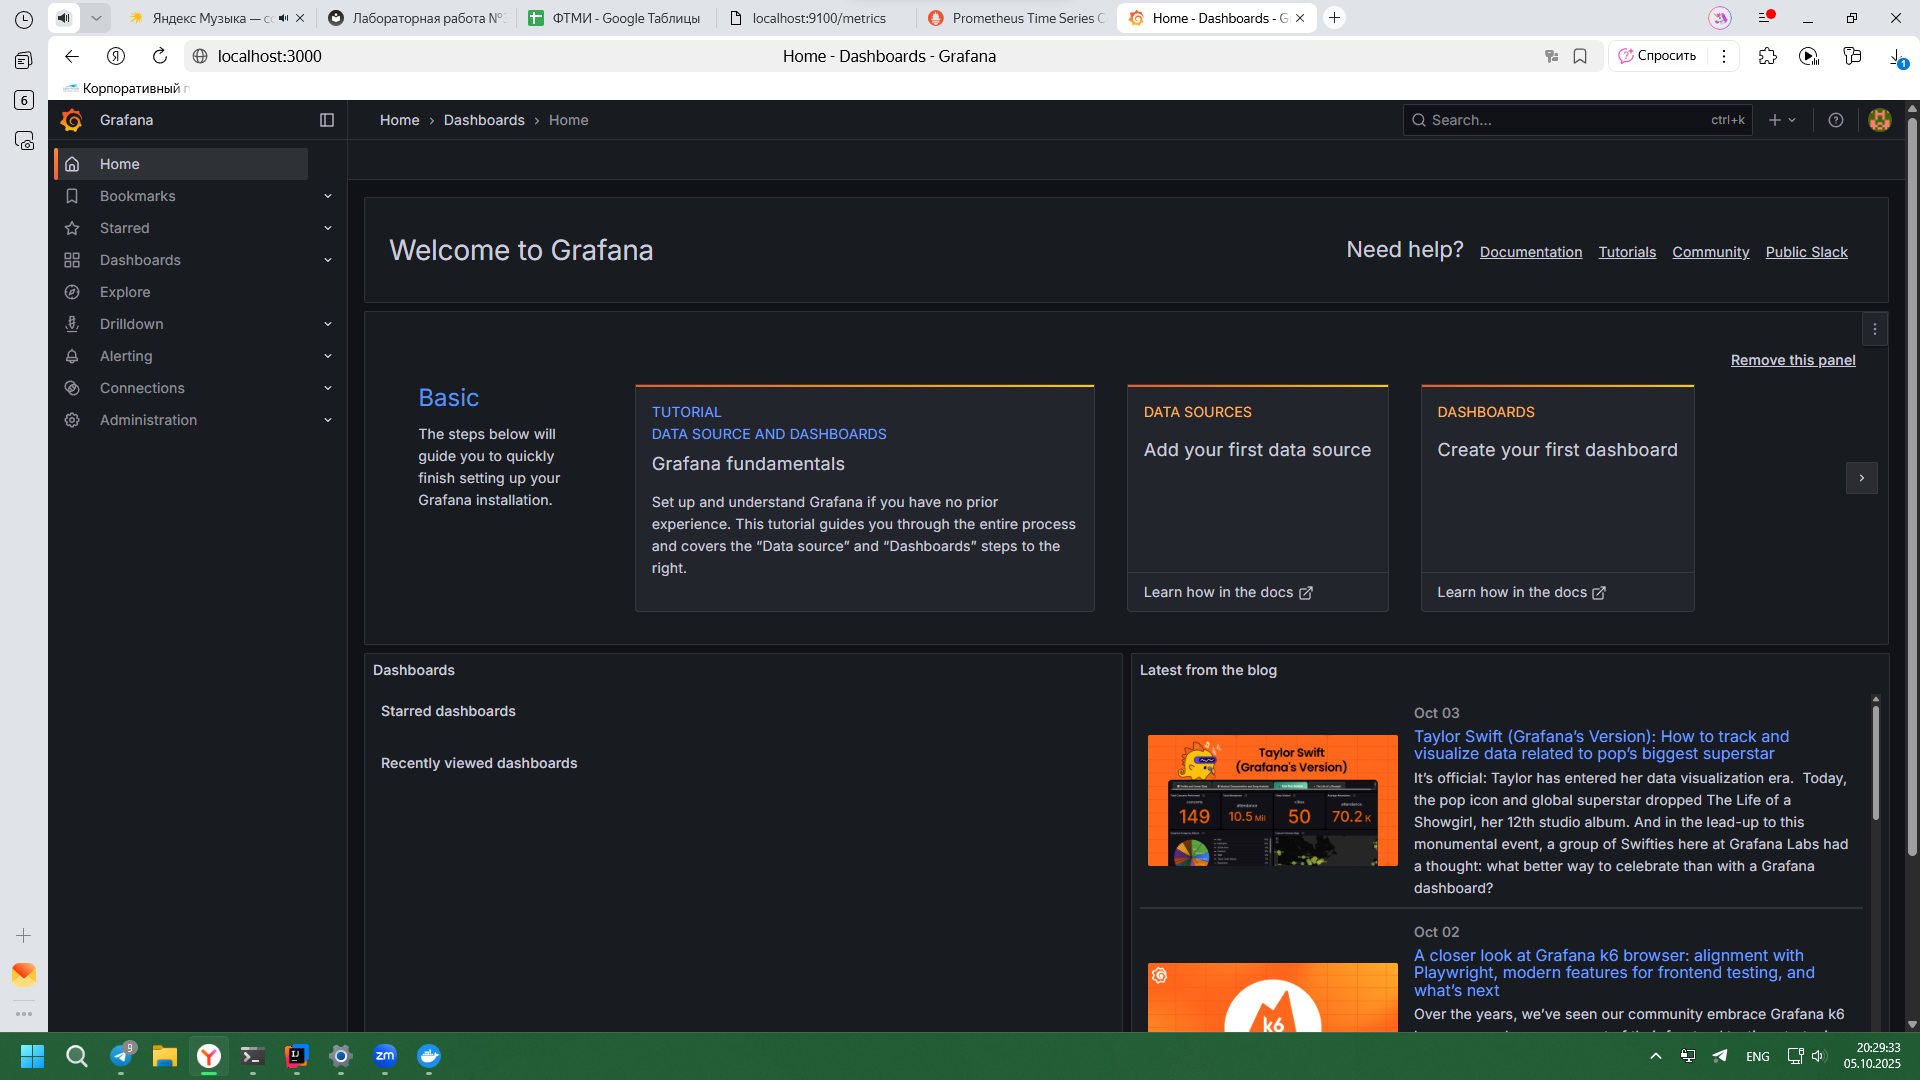 Яндекс Музыка — с
Лабораторная работа №
ФТМИ - Google Таблицы
localhost:9100/metrics
Prometheus Time Series C
Home - Dashboards - G
localhost:3000
Home - Dashboards - Grafana
Спросить
1
Корпоративный п
6
Grafana
Home › Dashboards › Home
Search...
ctrl+k
Home
Bookmarks
Starred
Dashboards
Explore
Drilldown
Alerting
Connections
Administration
Welcome to Grafana
Need help?
Documentation
Tutorials
Community
Public Slack
Remove this panel
Basic
The steps below will
guide you to quickly
finish setting up your
Grafana installation.
TUTORIAL
DATA SOURCE AND DASHBOARDS
Grafana fundamentals
Set up and understand Grafana if you have no prior
experience. This tutorial guides you through the entire process
and covers the “Data source” and “Dashboards” steps to the
right.
DATA SOURCES
Add your first data source
Learn how in the docs
DASHBOARDS
Create your first dashboard
Learn how in the docs
Dashboards
Starred dashboards
Recently viewed dashboards
Latest from the blog
Taylor Swift
(Grafana's Version)
149
10.5 Mil
50
70.2 K
Oct 03
Taylor Swift (Grafana’s Version): How to track and
visualize data related to pop’s biggest superstar
It’s official: Taylor has entered her data visualization era. Today,
the pop icon and global superstar dropped The Life of a
Showgirl, her 12th studio album. And in the lead-up to this
monumental event, a group of Swifties here at Grafana Labs had
a thought: what better way to celebrate than with a Grafana
dashboard?
k6
Oct 02
A closer look at Grafana k6 browser: alignment with
Playwright, modern features for frontend testing, and
what’s next
Over the years, we’ve seen our community embrace Grafana k6
9
zm
ENG
20:29:33
05.10.2025